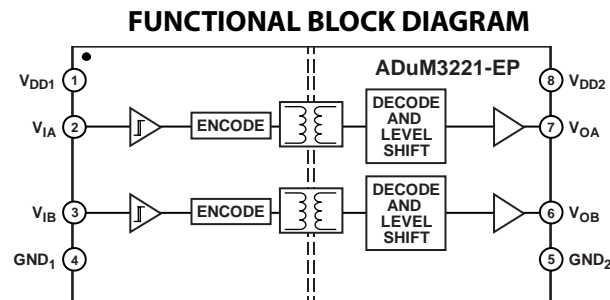 FUNCTIONAL BLOCK DIAGRAM
ADuM3221-EP
VDD1 1
8 VDD2
VIA 2
ENCODE
DECODE
AND
LEVEL
SHIFT
7 VOA
VIB 3
ENCODE
DECODE
AND
LEVEL
SHIFT
6 VOB
GND1 4
5 GND2